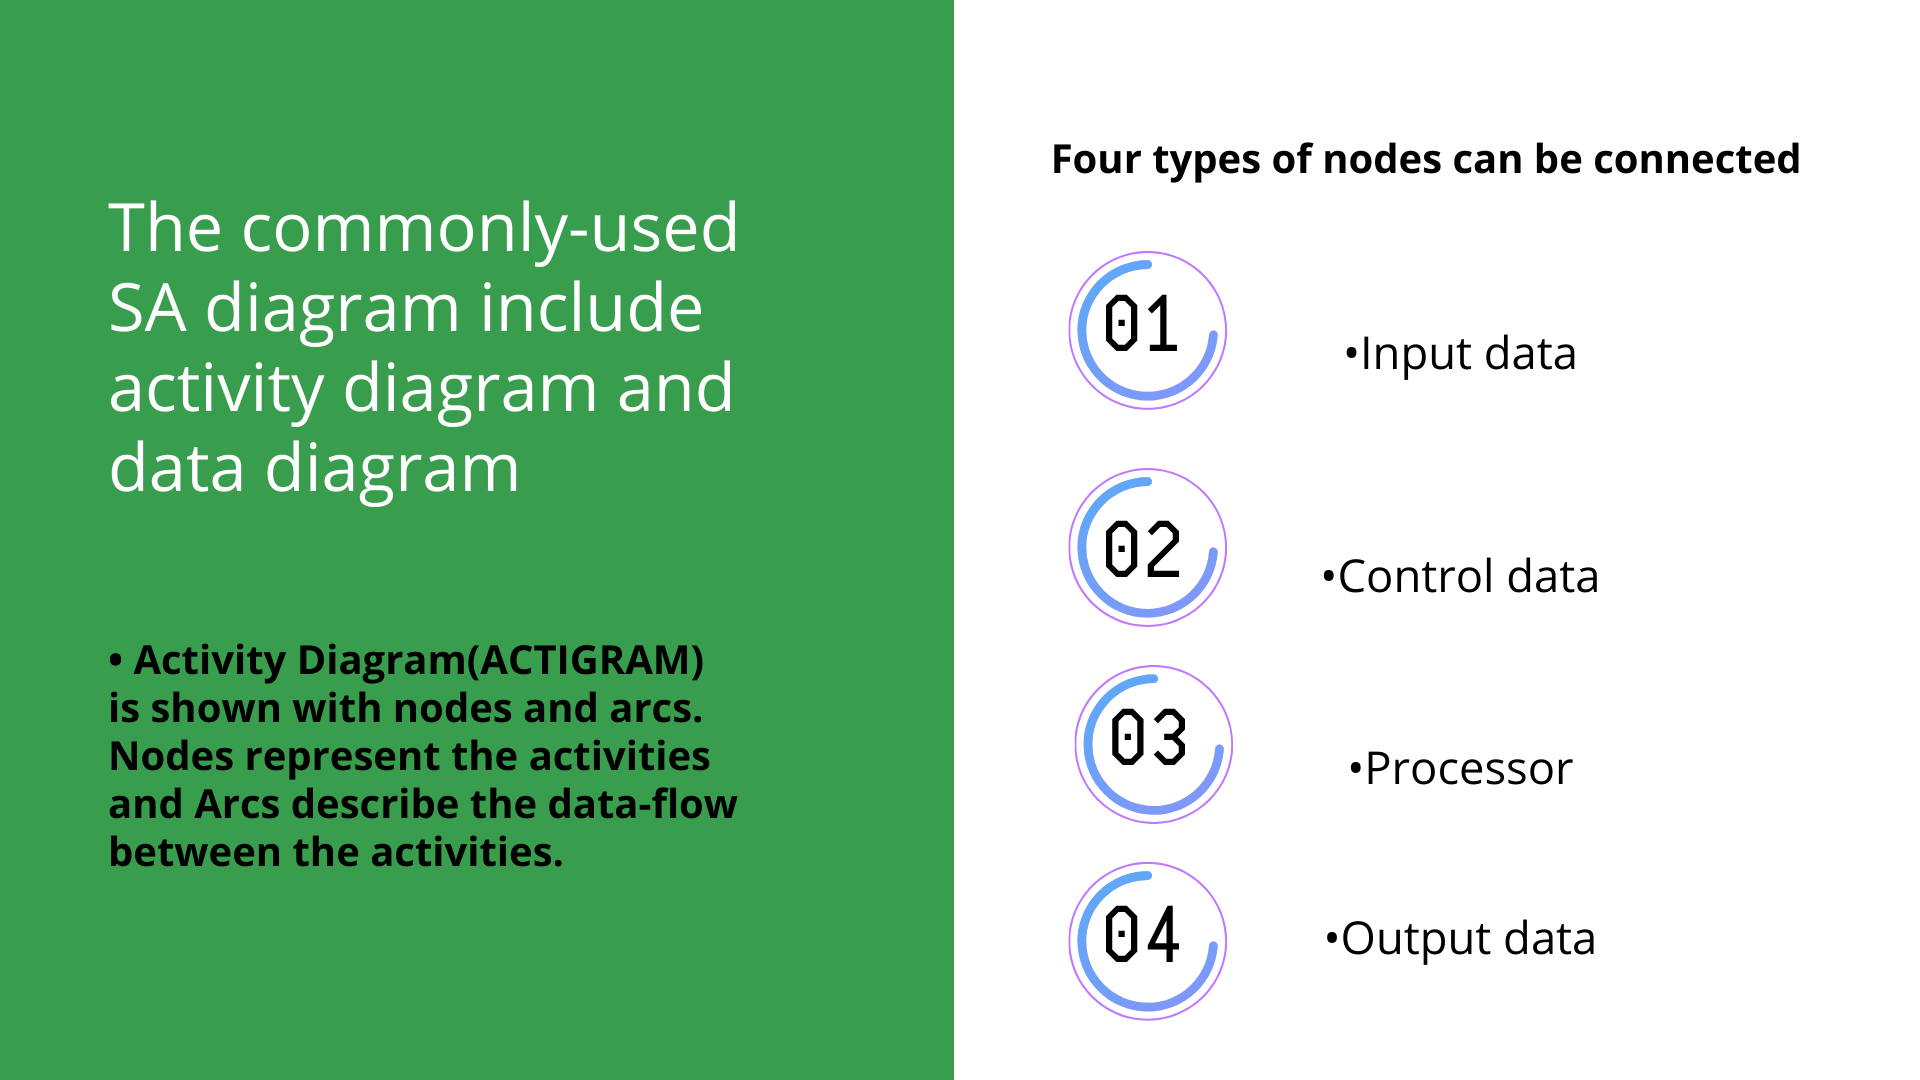 The commonly-used
SA diagram include
activity diagram and
data diagram
• Activity Diagram(ACTIGRAM)
is shown with nodes and arcs.
Nodes represent the activities
and Arcs describe the data-flow
between the activities.
Four types of nodes can be connected
01
•Input data
02
•Control data
03
•Processor
04
•Output data